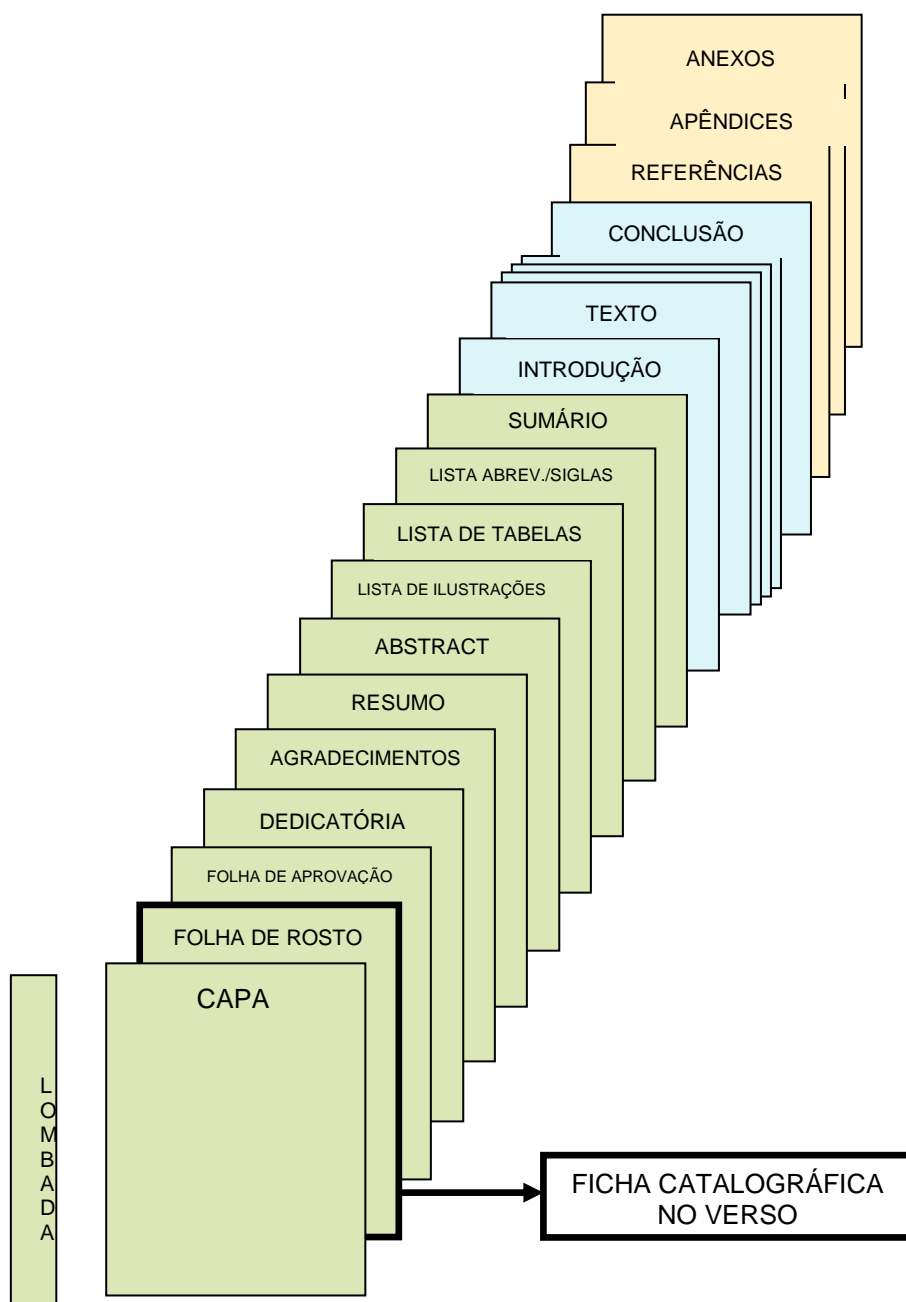 ANEXOS
APÊNDICES
REFERÊNCIAS
CONCLUSÃO
TEXTO
INTRODUÇÃO
SUMÁRIO
LISTA ABREV./SIGLAS
LISTA DE TABELAS
LISTA DE ILUSTRAÇÕES
ABSTRACT
RESUMO
AGRADECIMENTOS
DEDICATÓRIA
FOLHA DE APROVAÇÃO
FOLHA DE ROSTO
CAPA
LOMBADA
FICHA CATALOGRÁFICA
NO VERSO